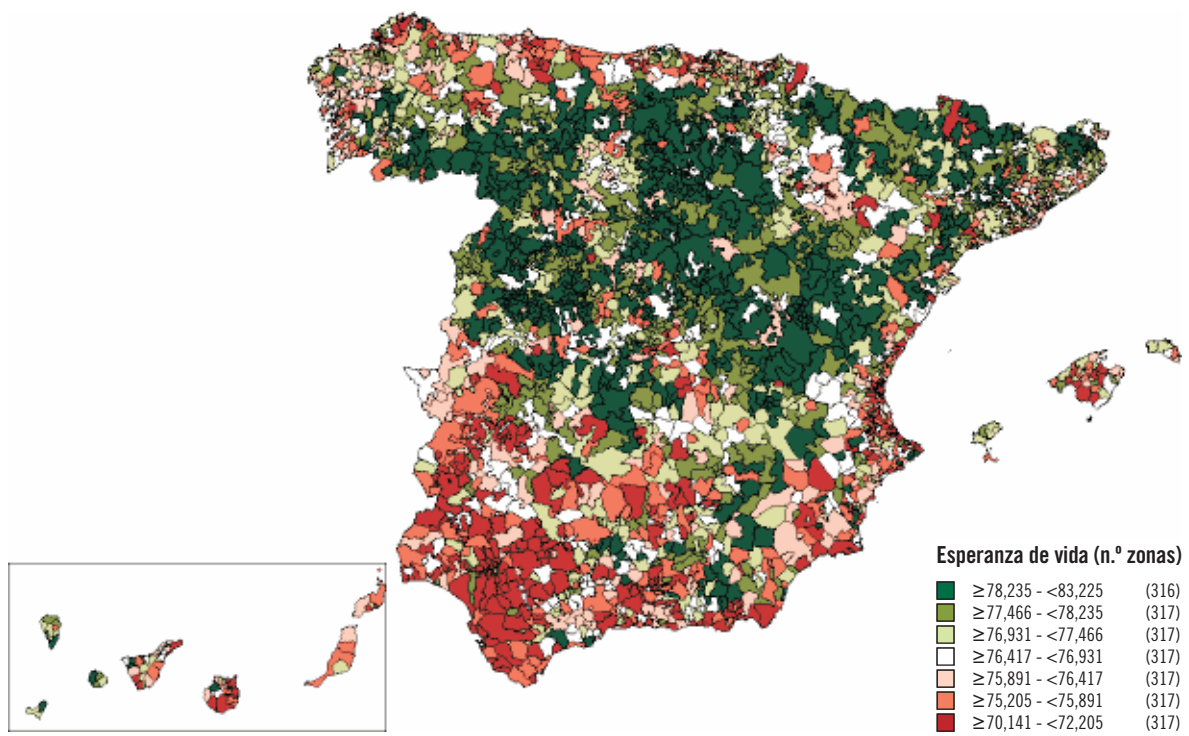 Esperanza de vida (n.º zonas)
≥78,235 - <83,225 (316)
≥77,466 - <78,235 (317)
≥76,931 - <77,466 (317)
≥76,417 - <76,931 (317)
≥75,891 - <76,417 (317)
≥75,205 - <75,891 (317)
≥70,141 - <72,205 (317)